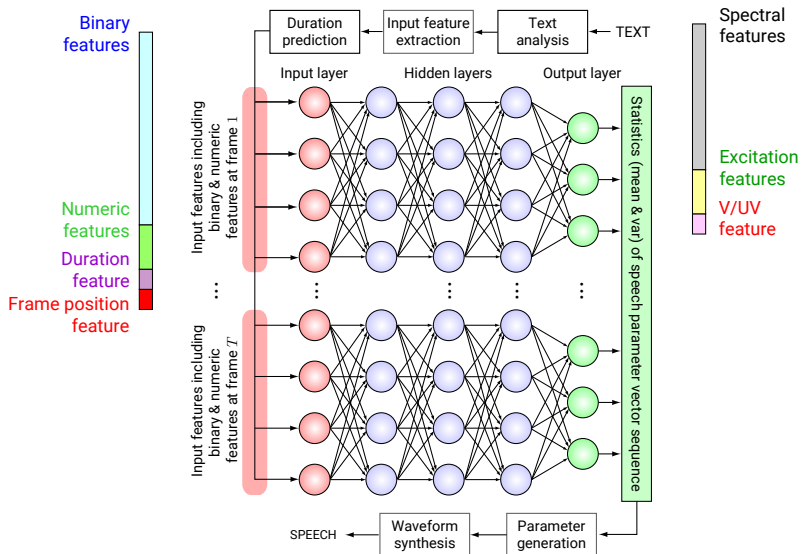 Binary
features
Numeric
features
Duration
feature
Frame position
feature
Duration
prediction
Input feature
extraction
Text
analysis
TEXT
Input layer
Hidden layers
Output layer
Input features including
binary & numeric
features at frame 1
...
...
...
...
...
...
Input features including
binary & numeric
features at frame T
Statistics (mean & var) of speech parameter vector sequence
SPEECH
Waveform
synthesis
Parameter
generation
Spectral
features
Excitation
features
V/UV
feature